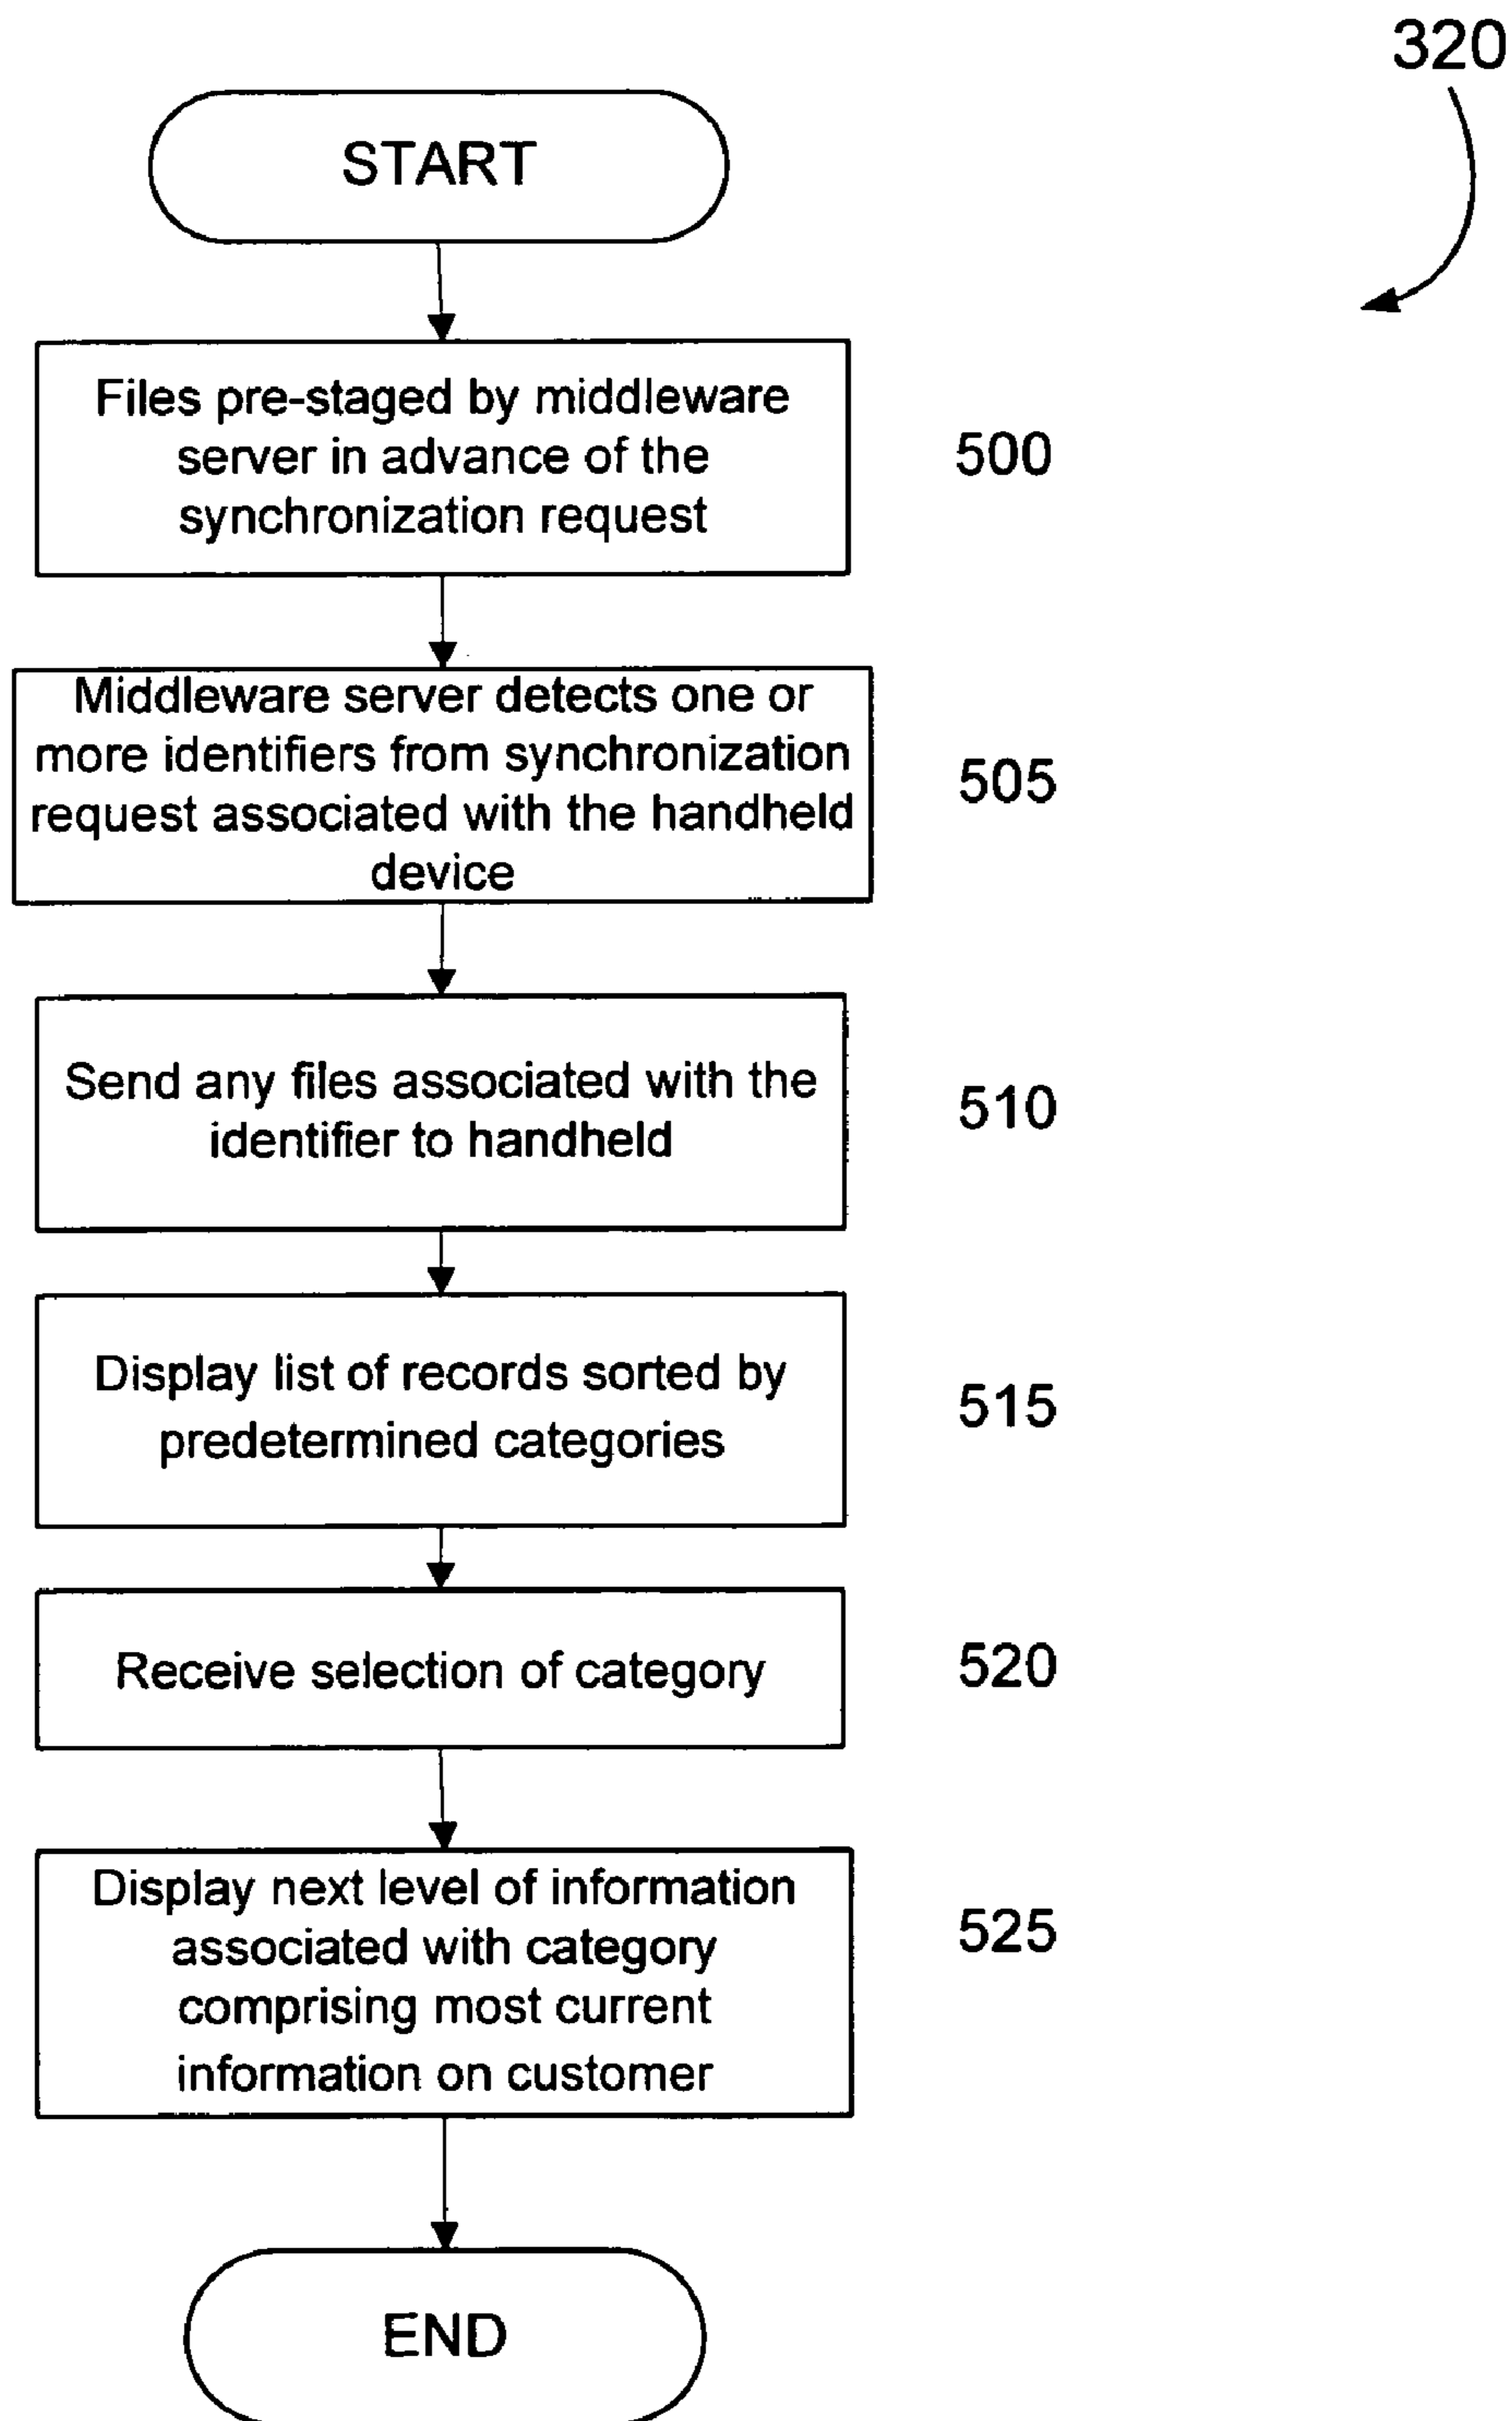 320
START
Files pre-staged by middleware
server in advance of the
synchronization request
500
Middleware server detects one or
more identifiers from synchronization
request associated with the handheld
device
505
Send any files associated with the
identifier to handheld
510
Display list of records sorted by
predetermined categories
515
Receive selection of category
520
Display next level of information
associated with category
comprising most current
information on customer
525
END